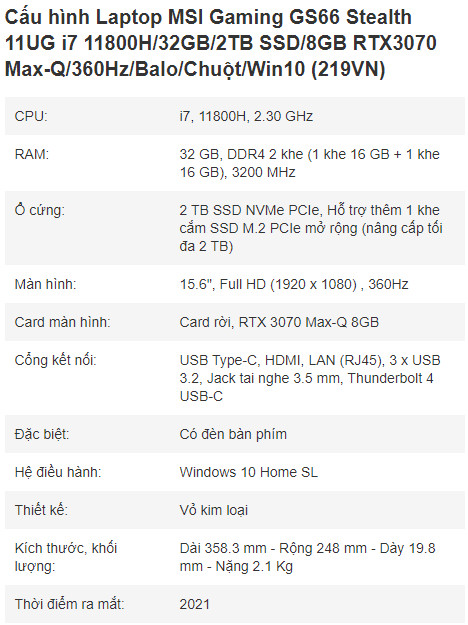 Cấu hình Laptop MSI Gaming GS66 Stealth
11UG i7 11800H/32GB/2TB SSD/8GB RTX3070
Max-Q/360Hz/Balo/Chuột/Win10 (219VN)
CPU: i7, 11800H, 2.30 GHz
RAM: 32 GB, DDR4 2 khe (1 khe 16 GB + 1 khe
16 GB), 3200 MHz
Ổ cứng: 2 TB SSD NVMe PCIe, Hỗ trợ thêm 1 khe
cắm SSD M.2 PCIe mở rộng (nâng cấp tối
đa 2 TB)
Màn hình: 15.6", Full HD (1920 x 1080) , 360Hz
Card màn hình: Card rời, RTX 3070 Max-Q 8GB
Cổng kết nối: USB Type-C, HDMI, LAN (RJ45), 3 x USB
3.2, Jack tai nghe 3.5 mm, Thunderbolt 4
USB-C
Đặc biệt: Có đèn bàn phím
Hệ điều hành: Windows 10 Home SL
Thiết kế: Vỏ kim loại
Kích thước, khối Dài 358.3 mm - Rộng 248 mm - Dày 19.8
lượng: mm - Nặng 2.1 Kg
Thời điểm ra mắt: 2021